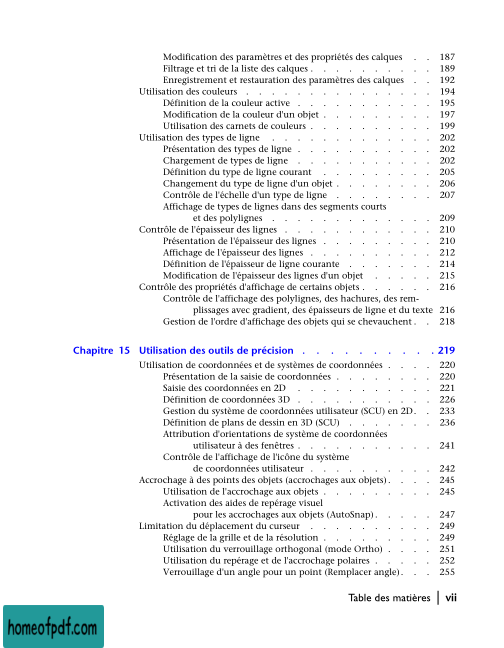 Modification des paramètres et des propriétés des calques . . 187
Filtrage et tri de la liste des calques . . . . . . . . . . 189
Enregistrement et restauration des paramètres des calques . . 192
Utilisation des couleurs . . . . . . . . . . . . . . . 194
Définition de la couleur active . . . . . . . . . . . 195
Modification de la couleur d'un objet . . . . . . . . . 197
Utilisation des carnets de couleurs . . . . . . . . . . 199
Utilisation des types de ligne . . . . . . . . . . . . . 202
Présentation des types de ligne . . . . . . . . . . . 202
Chargement de types de ligne . . . . . . . . . . . 202
Définition du type de ligne courant . . . . . . . . . 205
Changement du type de ligne d'un objet . . . . . . . . 206
Contrôle de l'échelle d'un type de ligne . . . . . . . . 207
Affichage de types de lignes dans des segments courts
et des polylignes . . . . . . . . . . . . . 209
Contrôle de l'épaisseur des lignes . . . . . . . . . . . . 210
Présentation de l'épaisseur des lignes . . . . . . . . . 210
Affichage de l'épaisseur des lignes . . . . . . . . . . 212
Définition de l'épaisseur de ligne courante . . . . . . . 214
Modification de l'épaisseur des lignes d'un objet . . . . . 215
Contrôle des propriétés d'affichage de certains objets . . . . . . 216
Contrôle de l'affichage des polylignes, des hachures, des rem-
plissages avec gradient, des épaisseurs de ligne et du texte 216
Gestion de l'ordre d'affichage des objets qui se chevauchent . . 218
Chapitre 15 Utilisation des outils de précision . . . . . . . . . . 219
Utilisation de coordonnées et de systèmes de coordonnées . . . . 220
Présentation de la saisie de coordonnées . . . . . . . . 220
Saisie des coordonnées en 2D . . . . . . . . . . . 221
Définition de coordonnées 3D . . . . . . . . . . . 226
Gestion du système de coordonnées utilisateur (SCU) en 2D . . 233
Définition de plans de dessin en 3D (SCU) . . . . . . . 236
Attribution d'orientations de système de coordonnées
utilisateur à des fenêtres . . . . . . . . . . . 241
Contrôle de l'affichage de l'icône du système
de coordonnées utilisateur . . . . . . . . . . 242
Accrochage à des points des objets (accrochages aux objets) . . . . 245
Utilisation de l'accrochage aux objets . . . . . . . . . 245
Activation des aides de repérage visuel
pour les accrochages aux objets (AutoSnap) . . . . . 247
Limitation du déplacement du curseur . . . . . . . . . . 249
Réglage de la grille et de la résolution . . . . . . . . . 249
Utilisation du verrouillage orthogonal (mode Ortho) . . . . 251
Utilisation du repérage et de l'accrochage polaires . . . . . 252
Verrouillage d'un angle pour un point (Remplacer angle) . . . 255
Table des matières | vii
homeofpdf.com